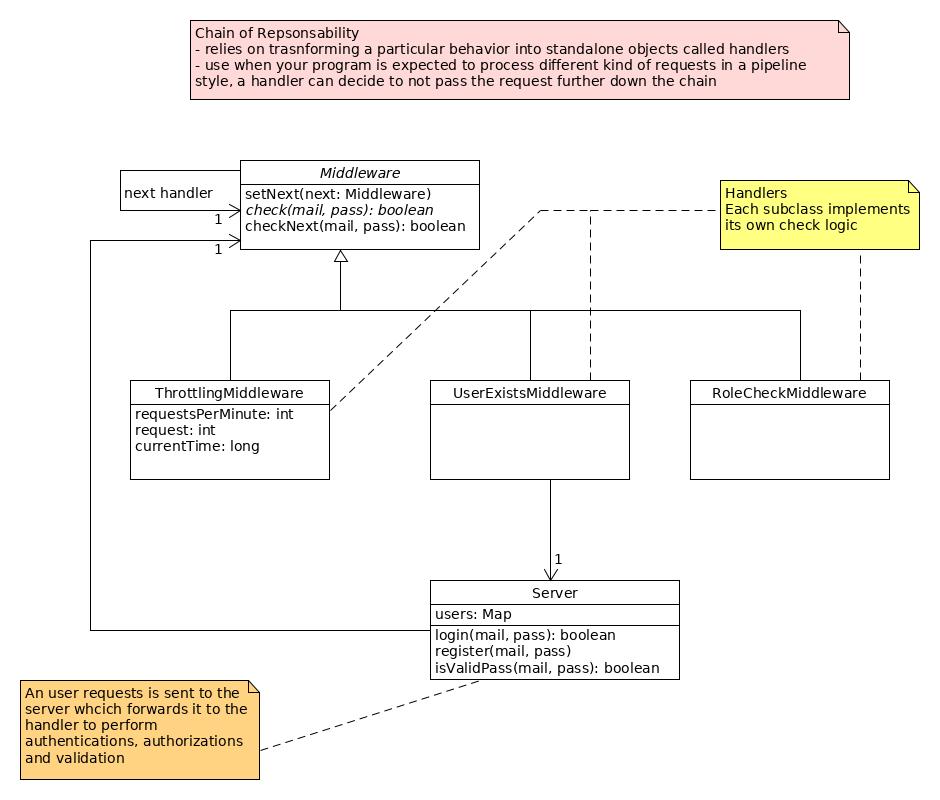 Chain of Repsonsability
- relies on trasnforming a particular behavior into standalone objects called handlers
- use when your program is expected to process different kind of requests in a pipeline
style, a handler can decide to not pass the request further down the chain
Middleware
setNext(next: Middleware)
check(mail, pass): boolean
checkNext(mail, pass): boolean
next handler
1
1
Handlers
Each subclass implements
its own check logic
ThrottlingMiddleware
requestsPerMinute: int
request: int
currentTime: long
UserExistsMiddleware
RoleCheckMiddleware
1
Server
users: Map
login(mail, pass): boolean
register(mail, pass)
isValidPass(mail, pass): boolean
An user requests is sent to the
server whcich forwards it to the
handler to perform
authentications, authorizations
and validation